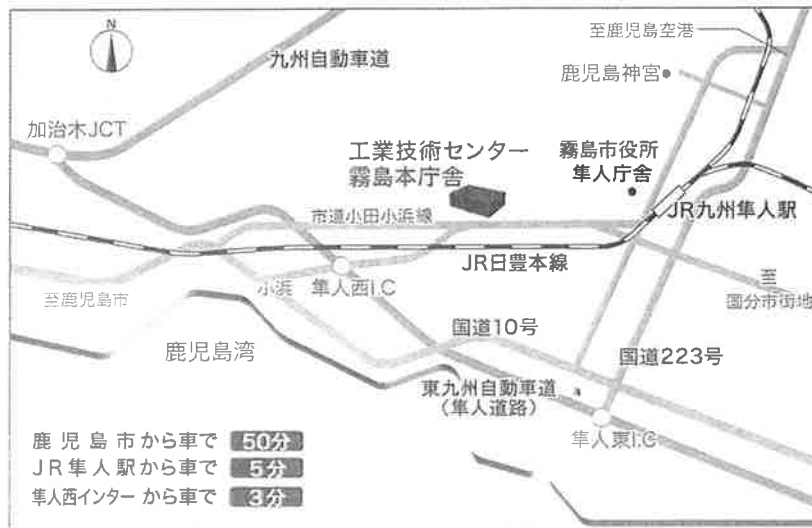 N
至鹿児島空港
九州自動車道
鹿児島神宮
加治木JCT
工業技術センター
霧島本庁舎
霧島市役所
隼人庁舎
市道小田小浜線
JR九州隼人駅
JR日豊本線
至
国分市街地
至鹿児島市
小浜
隼人西I.C
鹿児島湾
国道10号
国道223号
東九州自動車道
（隼人道路）
隼人東I.C
鹿児島市から車で 50分
JR隼人駅から車で 5分
隼人西インターから車で 3分